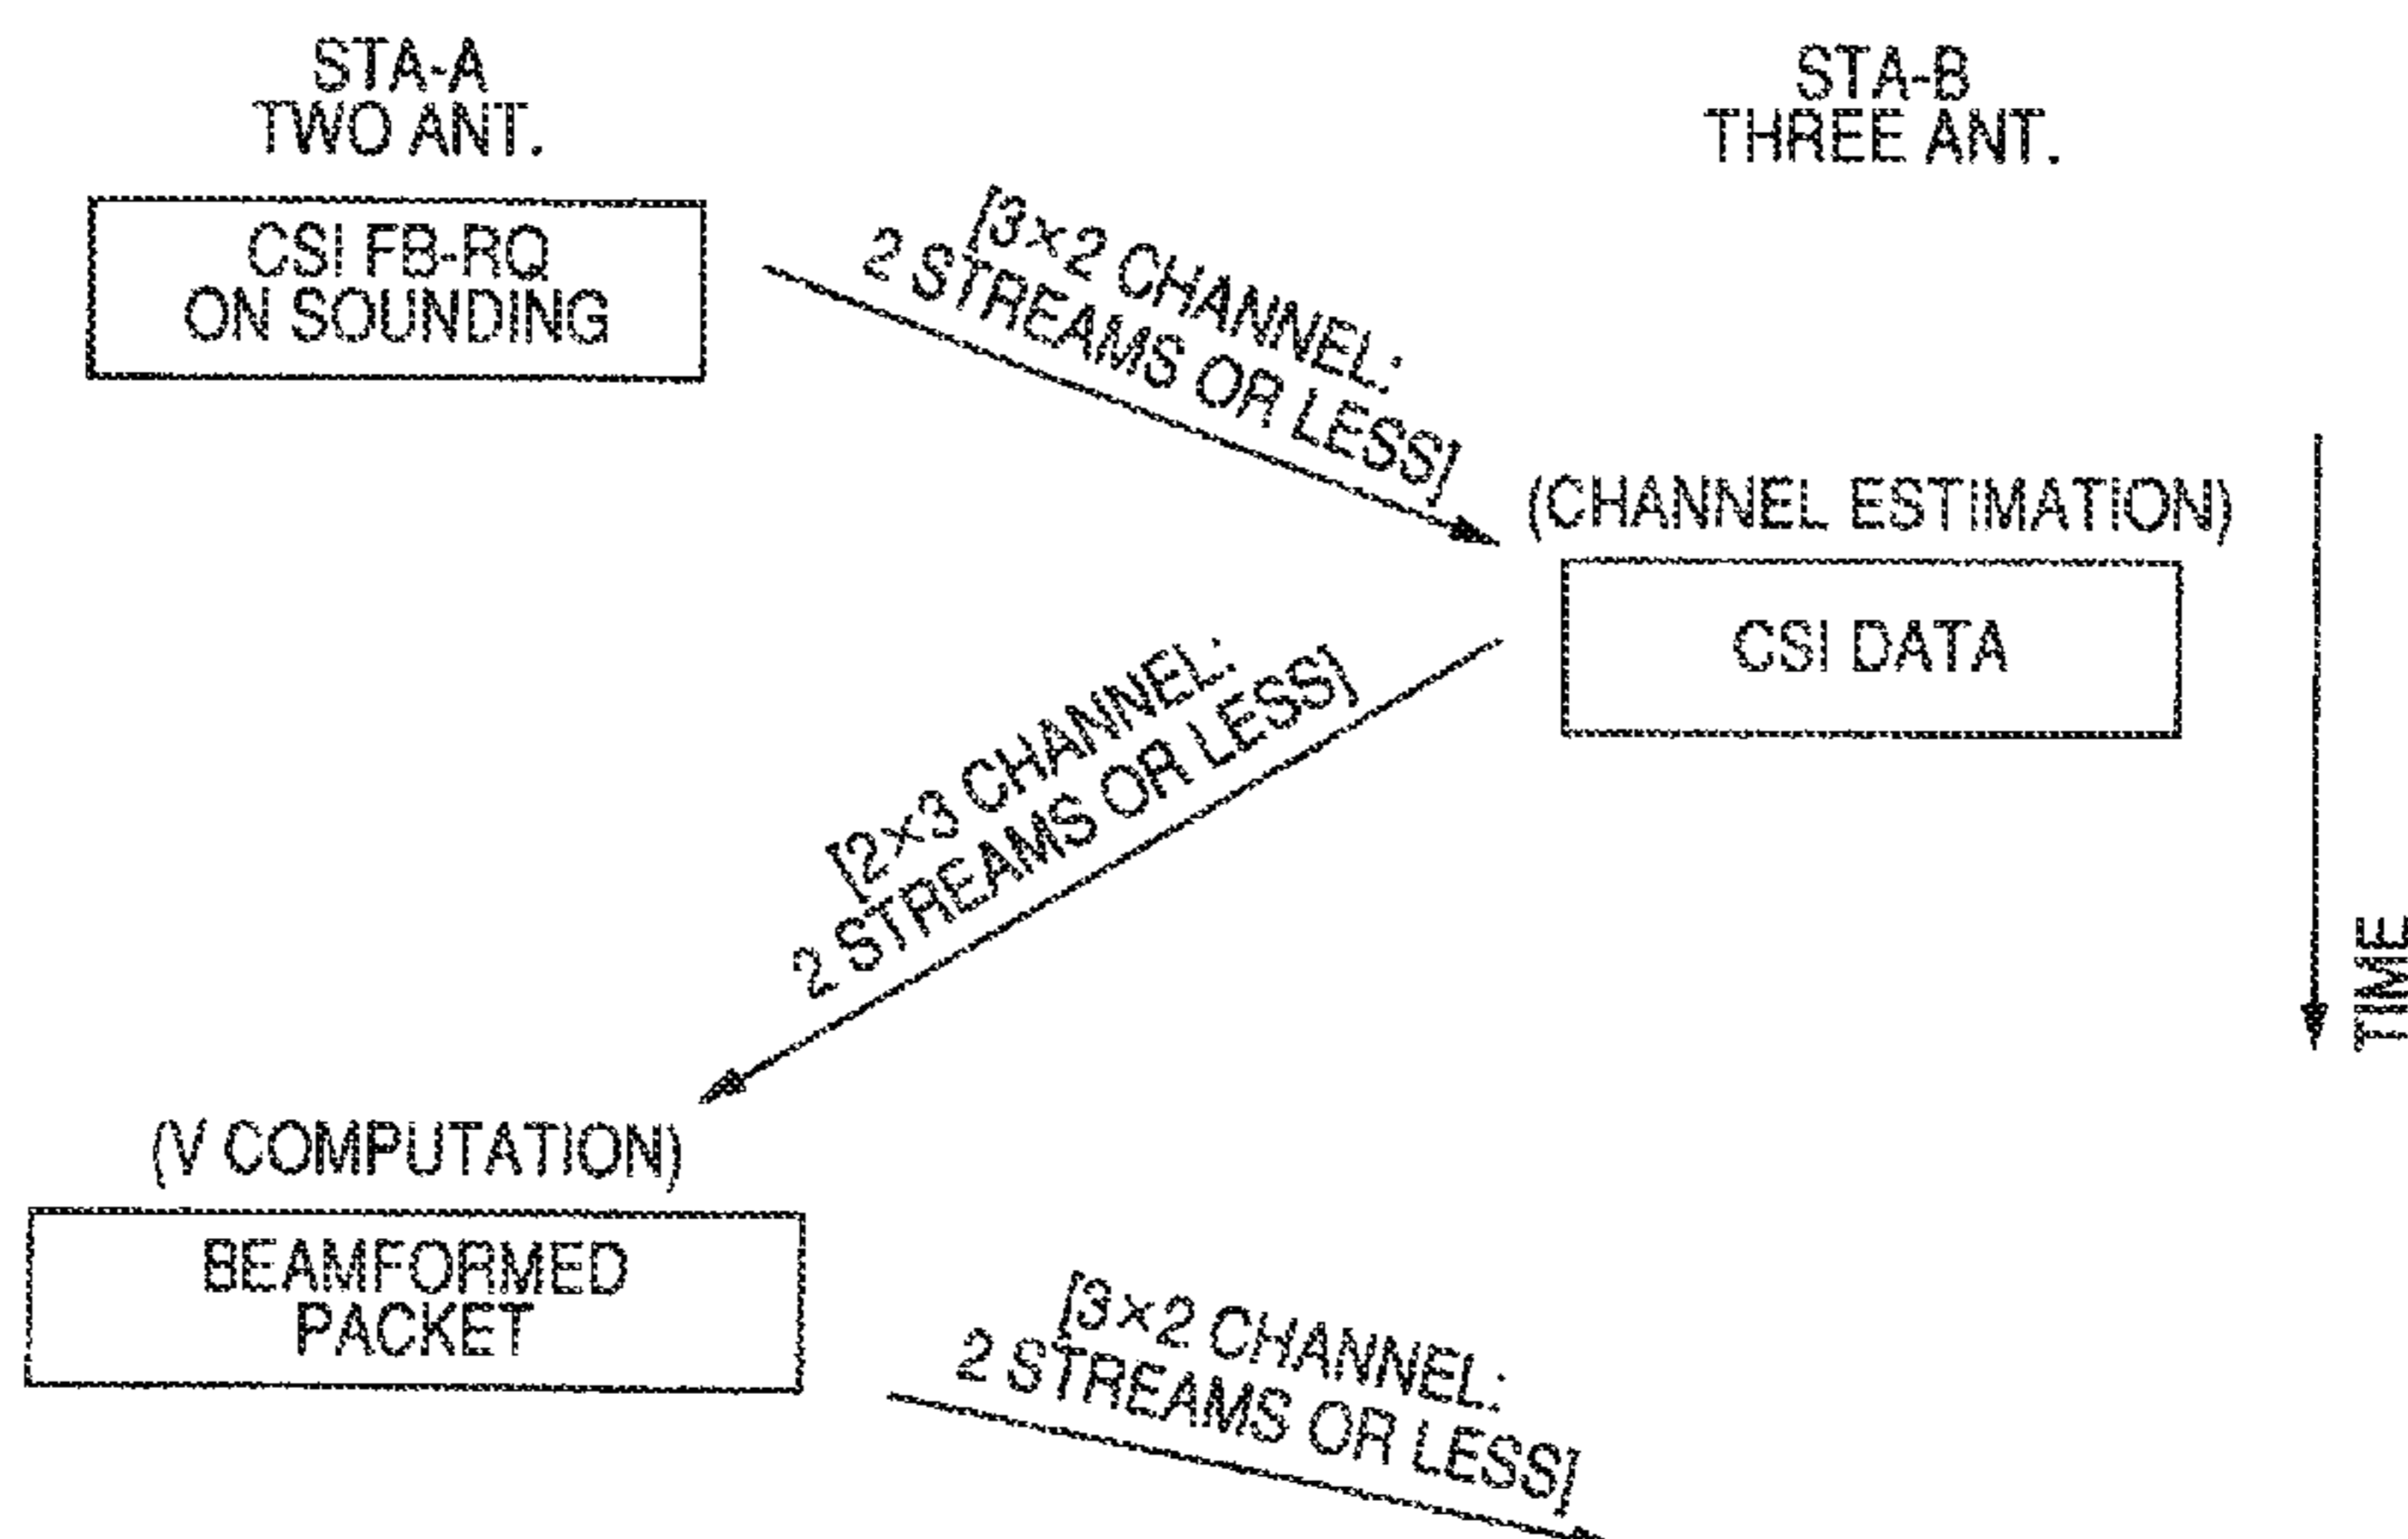 STA-A
TWO ANT.
STA-B
THREE ANT.
CSI FB-RQ
ON SOUNDING
[3×2 CHANNEL:
2 STREAMS OR LESS]
(CHANNEL ESTIMATION)
CSI DATA
[2×3 CHANNEL:
2 STREAMS OR LESS]
TIME
(V COMPUTATION)
BEAMFORMED
PACKET
[3×2 CHANNEL:
2 STREAMS OR LESS]